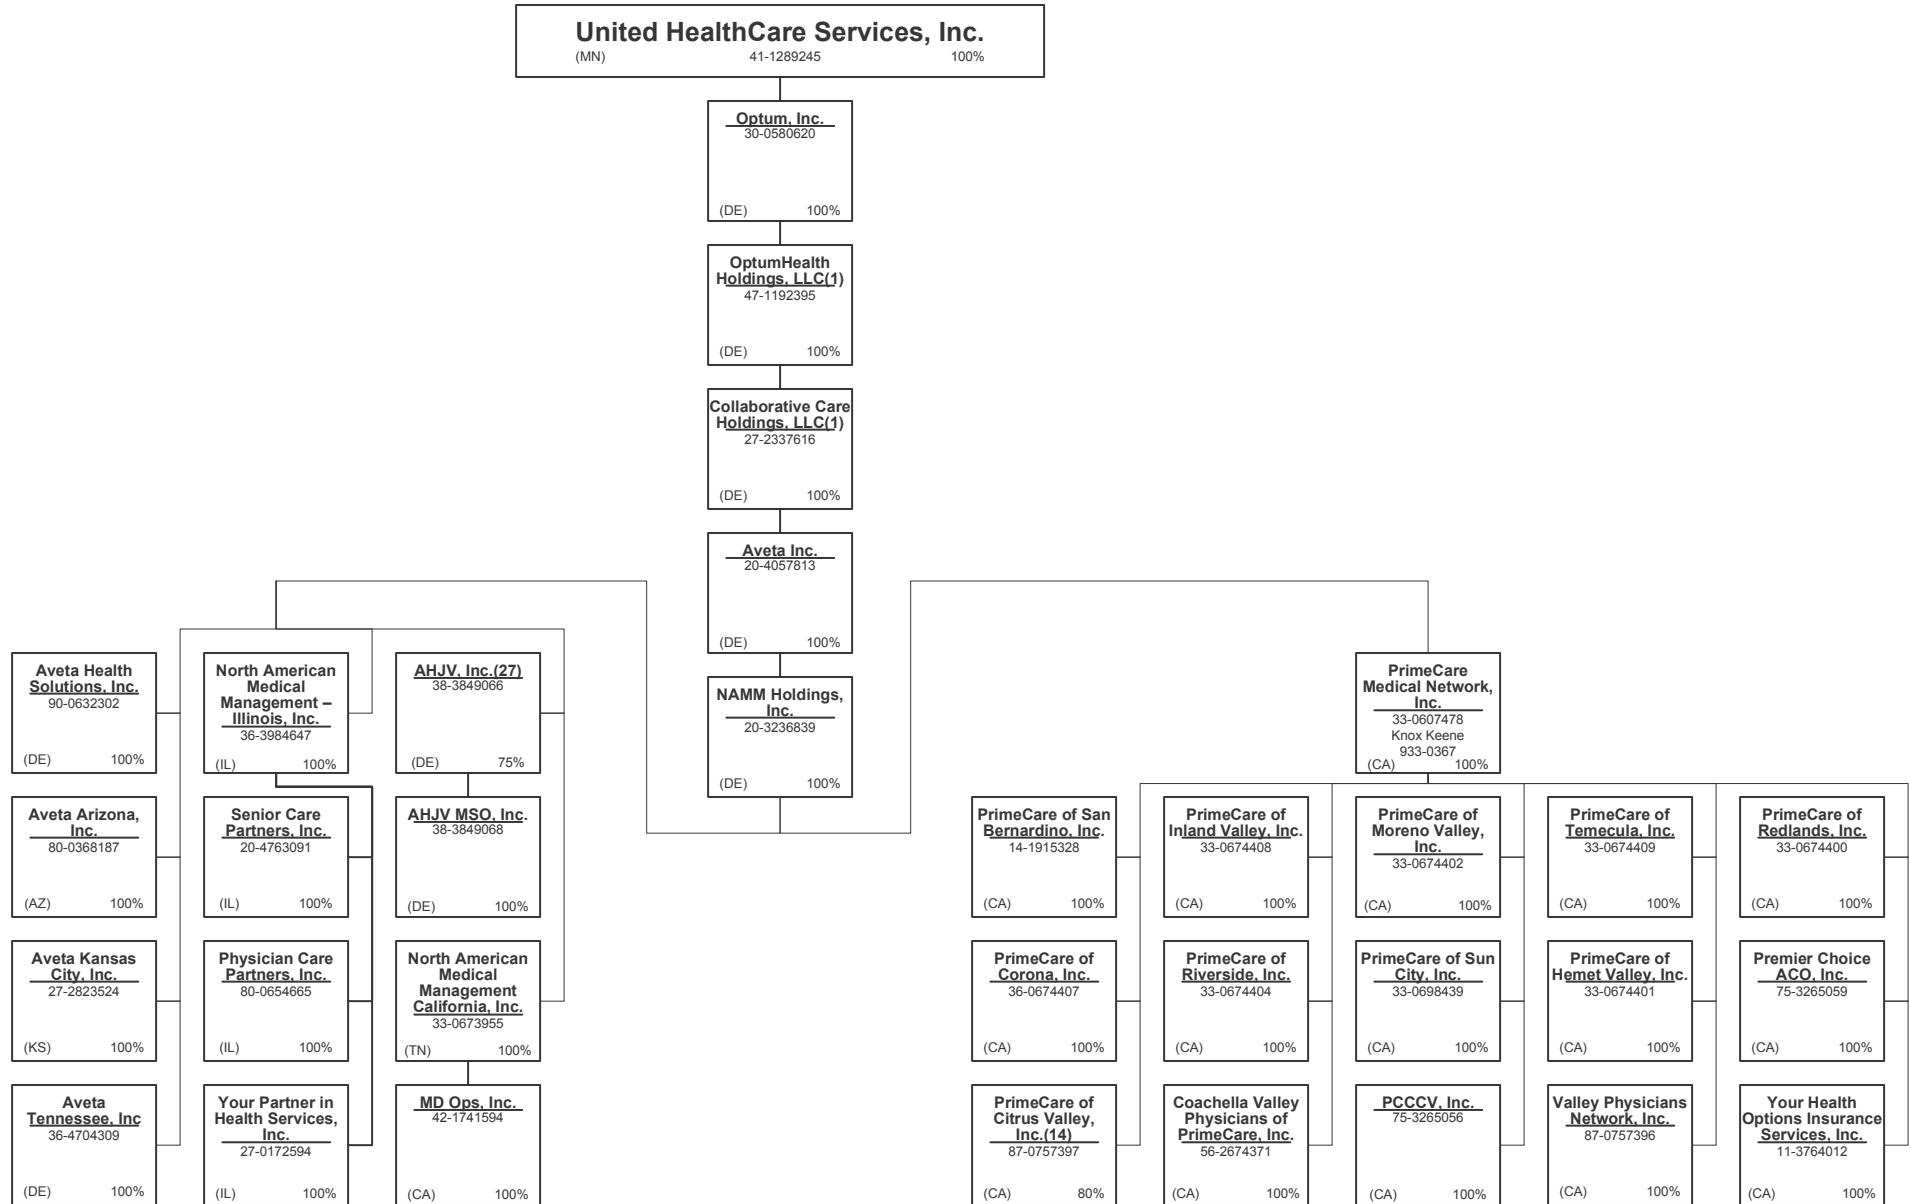 United HealthCare Services, Inc.
(MN) 41-1289245 100%
Optum, Inc.
30-0580620
(DE) 100%
OptumHealth
Holdings, LLC(1)
47-1192395
(DE) 100%
Collaborative Care
Holdings, LLC(1)
27-2337616
(DE) 100%
Aveta Inc.
20-4057813
(DE) 100%
NAMM Holdings,
Inc.
20-3236839
(DE) 100%
Aveta Health
Solutions, Inc.
90-0632302
(DE) 100%
North American
Medical
Management –
Illinois, Inc.
36-3984647
(IL) 100%
AHJV, Inc.(27)
38-3849066
(DE) 75%
Aveta Arizona,
Inc.
80-0368187
(AZ) 100%
Senior Care
Partners, Inc.
20-4763091
(IL) 100%
AHJV MSO, Inc.
38-3849068
(DE) 100%
Aveta Kansas
City, Inc.
27-2823524
(KS) 100%
Physician Care
Partners, Inc.
80-0654665
(IL) 100%
North American
Medical
Management
California, Inc.
33-0673955
(TN) 100%
Aveta
Tennessee, Inc
36-4704309
(DE) 100%
Your Partner in
Health Services,
Inc.
27-0172594
(IL) 100%
MD Ops, Inc.
42-1741594
(CA) 100%
PrimeCare
Medical Network,
Inc.
33-0607478
Knox Keene
933-0367
(CA) 100%
PrimeCare of San
Bernardino, Inc.
14-1915328
(CA) 100%
PrimeCare of
Inland Valley, Inc.
33-0674408
(CA) 100%
PrimeCare of
Moreno Valley,
Inc.
33-0674402
(CA) 100%
PrimeCare of
Temecula, Inc.
33-0674409
(CA) 100%
PrimeCare of
Redlands, Inc.
33-0674400
(CA) 100%
PrimeCare of
Corona, Inc.
36-0674407
(CA) 100%
PrimeCare of
Riverside, Inc.
33-0674404
(CA) 100%
PrimeCare of Sun
City, Inc.
33-0698439
(CA) 100%
PrimeCare of
Hemet Valley, Inc.
33-0674401
(CA) 100%
Premier Choice
ACO, Inc.
75-3265059
(CA) 100%
PrimeCare of
Citrus Valley,
Inc.(14)
87-0757397
(CA) 80%
Coachella Valley
Physicians of
PrimeCare, Inc.
56-2674371
(CA) 100%
PCCCV, Inc.
75-3265056
(CA) 100%
Valley Physicians
Network, Inc.
87-0757396
(CA) 100%
Your Health
Options Insurance
Services, Inc.
11-3764012
(CA) 100%